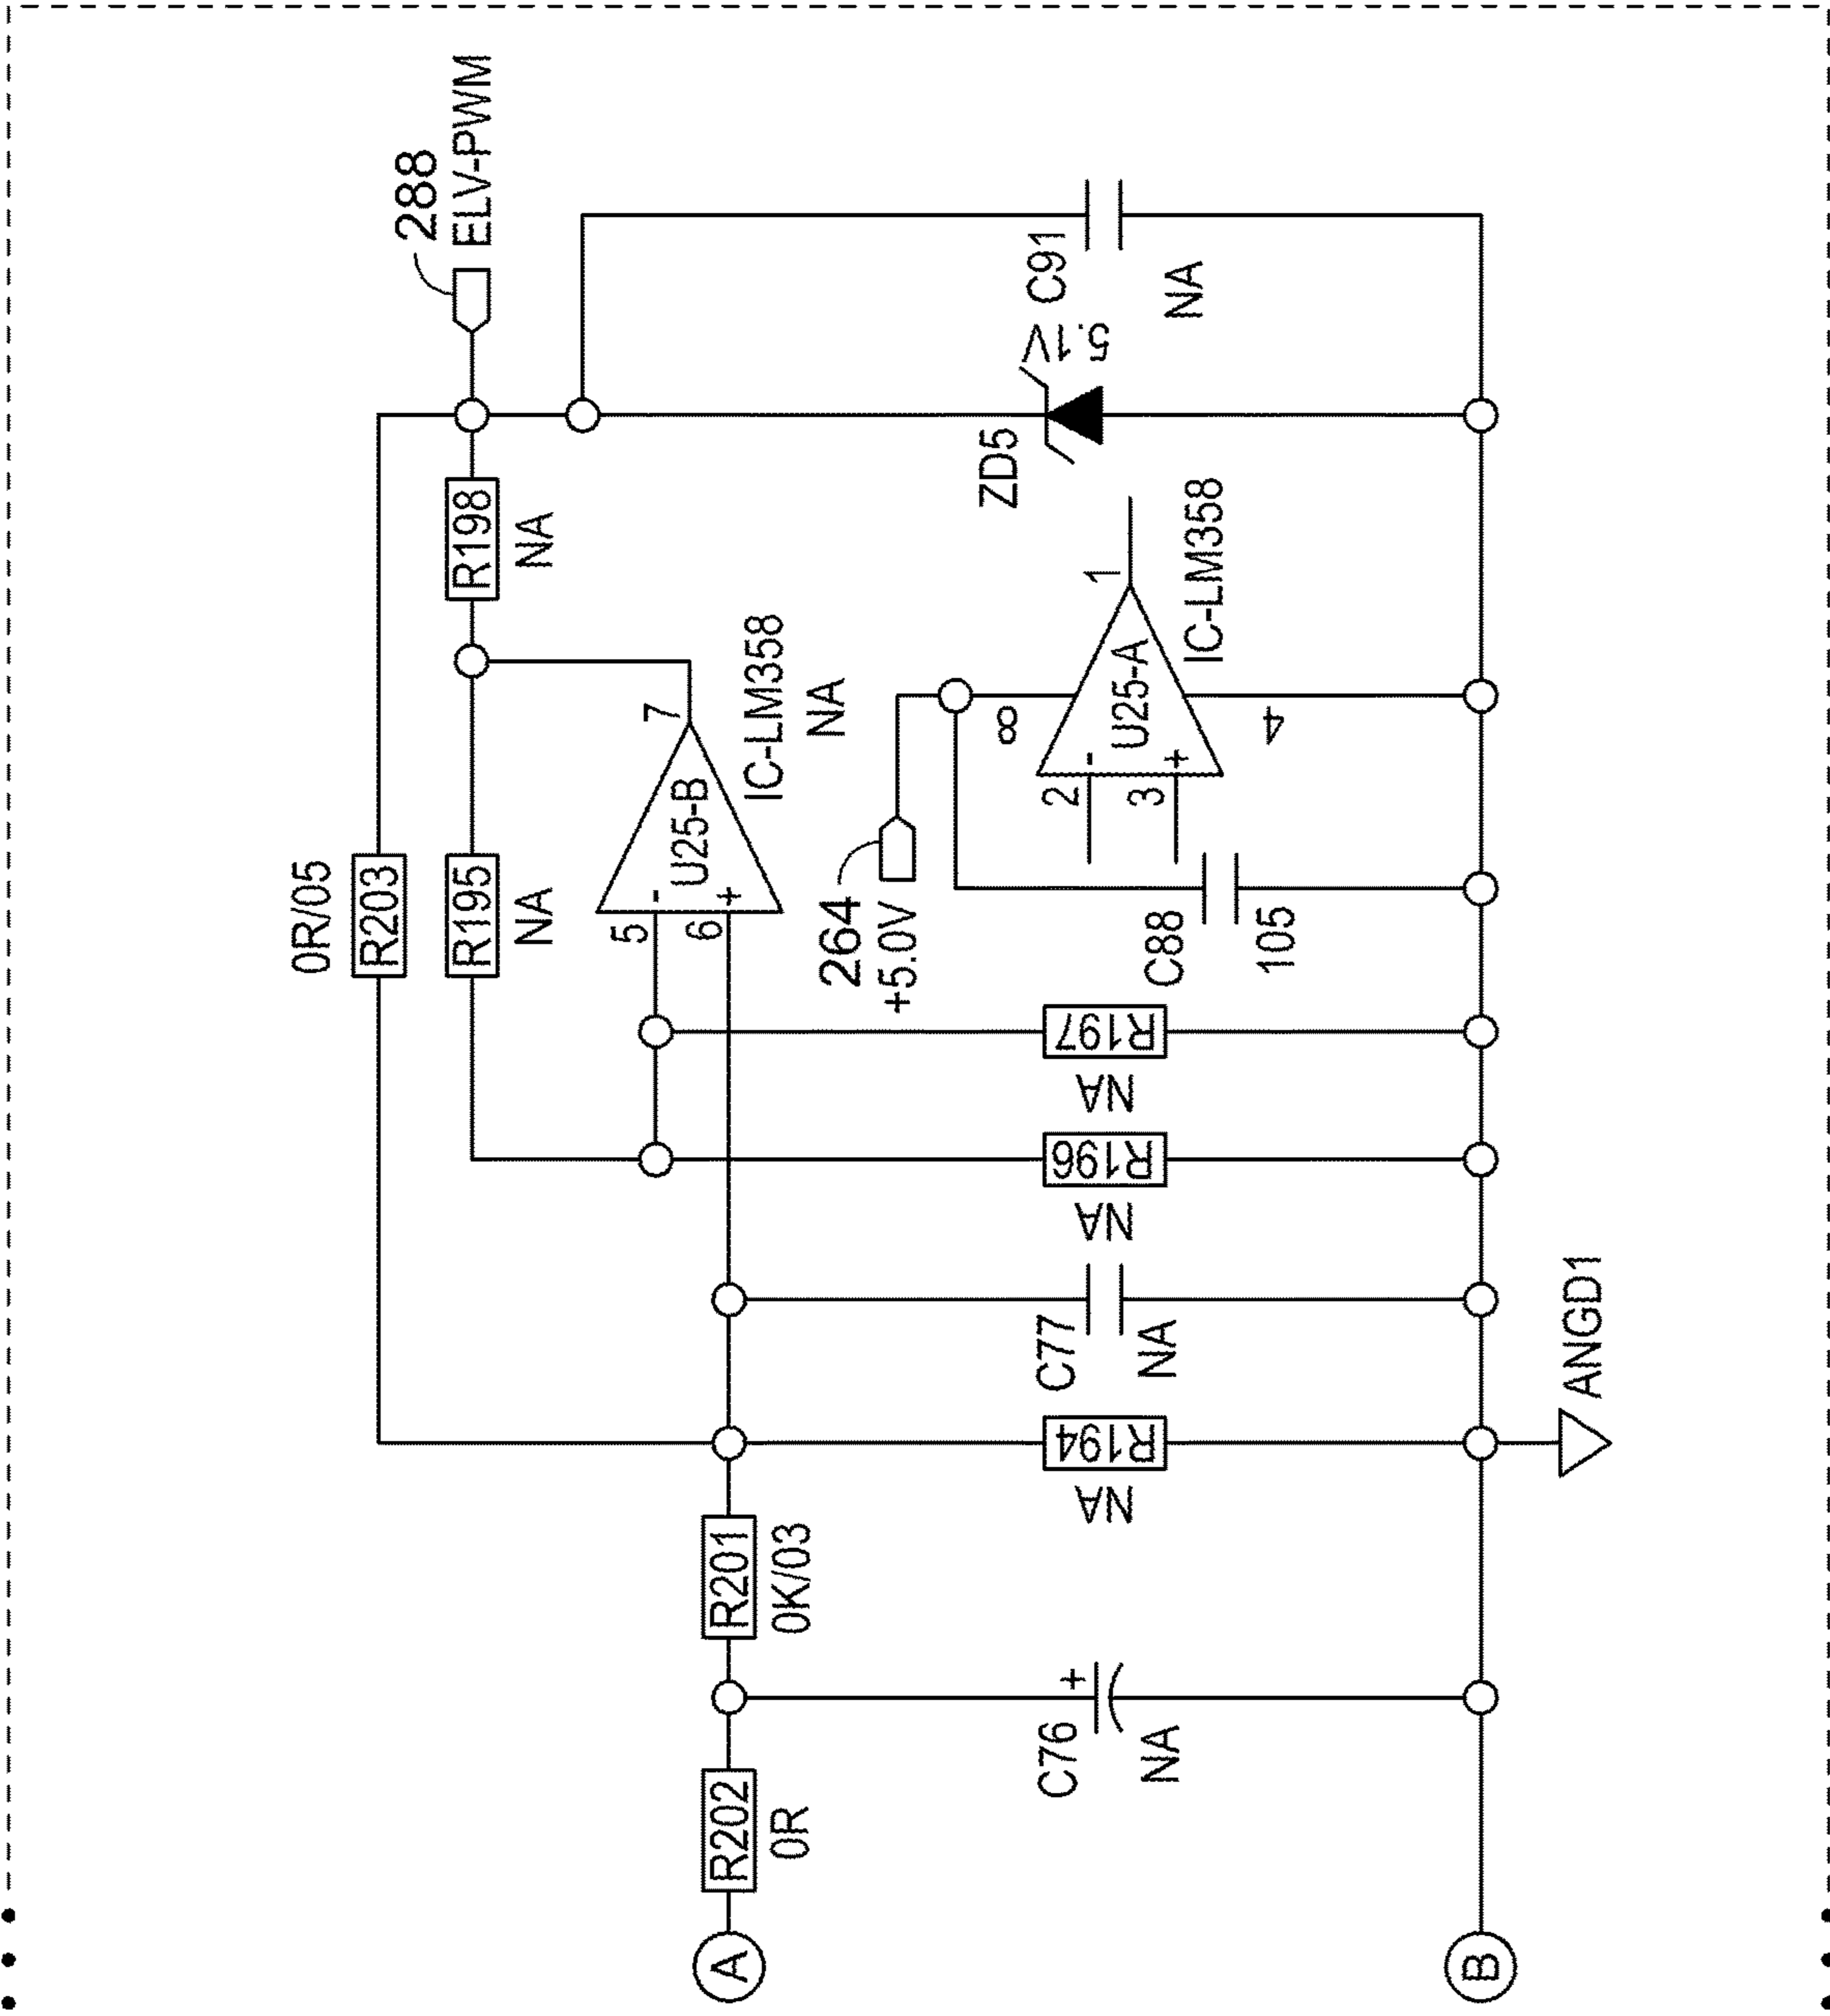 288
ELV-PWM
0R/05
R203
R195
NA
R198
NA
5
6
-
+
U25-B
7
IC-LM358
NA
264
+5.0V
8
2
3
-
+
U25-A
1
4
IC-LM358
ZD5
5.1V
C91
NA
C88
105
R197
NA
R196
NA
C77
NA
R194
NA
ANGD1
R201
0K/03
R202
0R
C76
+
NA
A
B